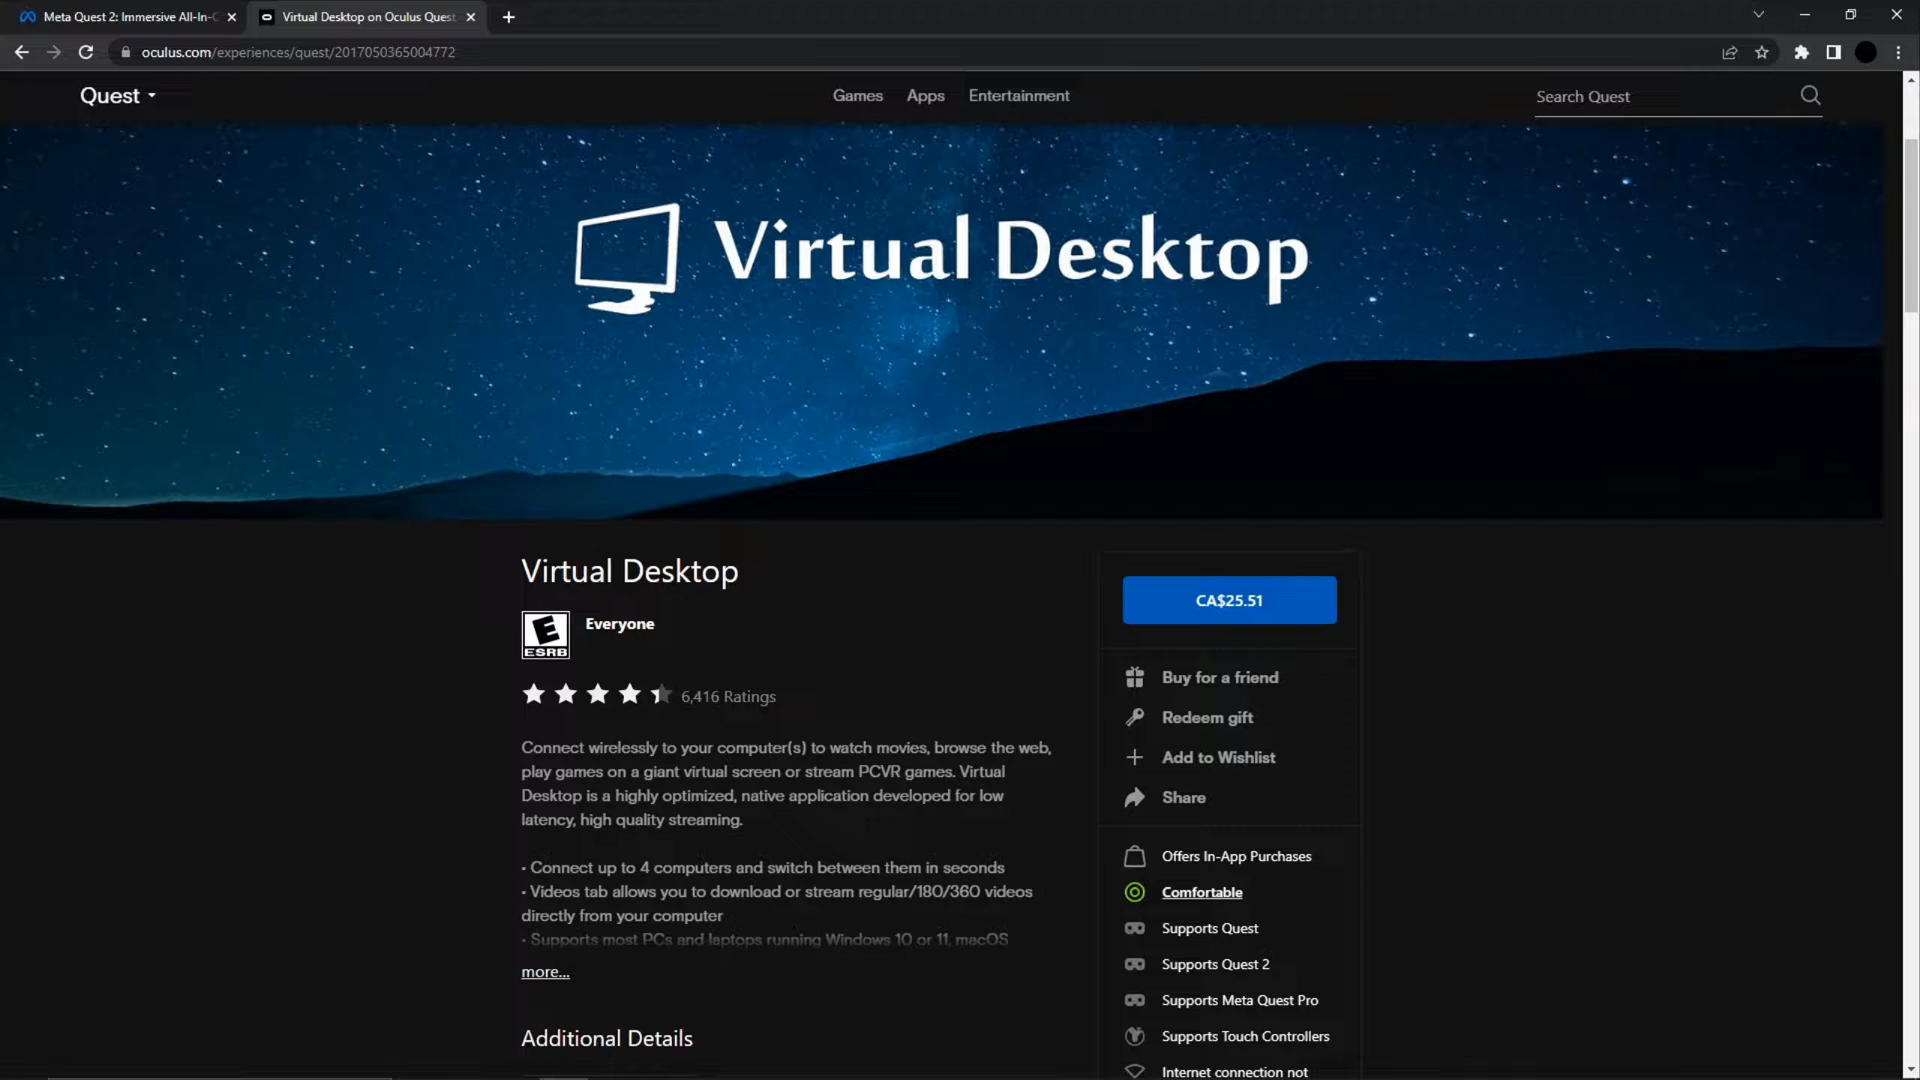 Meta Quest 2: Immersive All-In-
Virtual Desktop on Oculus Quest
oculus.com/experiences/quest/2017050365004772
Quest
Games
Apps
Entertainment
Search Quest
Virtual Desktop
Virtual Desktop
E
ESRB
Everyone
6,416 Ratings
Connect wirelessly to your computer(s) to watch movies, browse the web,
play games on a giant virtual screen or stream PCVR games. Virtual
Desktop is a highly optimized, native application developed for low
latency, high quality streaming.
• Connect up to 4 computers and switch between them in seconds
• Videos tab allows you to download or stream regular/180/360 videos
directly from your computer
• Supports most PCs and laptops running Windows 10 or 11, macOS
more...
Additional Details
CA$25.51
Buy for a friend
Redeem gift
Add to Wishlist
Share
Offers In-App Purchases
Comfortable
Supports Quest
Supports Quest 2
Supports Meta Quest Pro
Supports Touch Controllers
Internet connection not